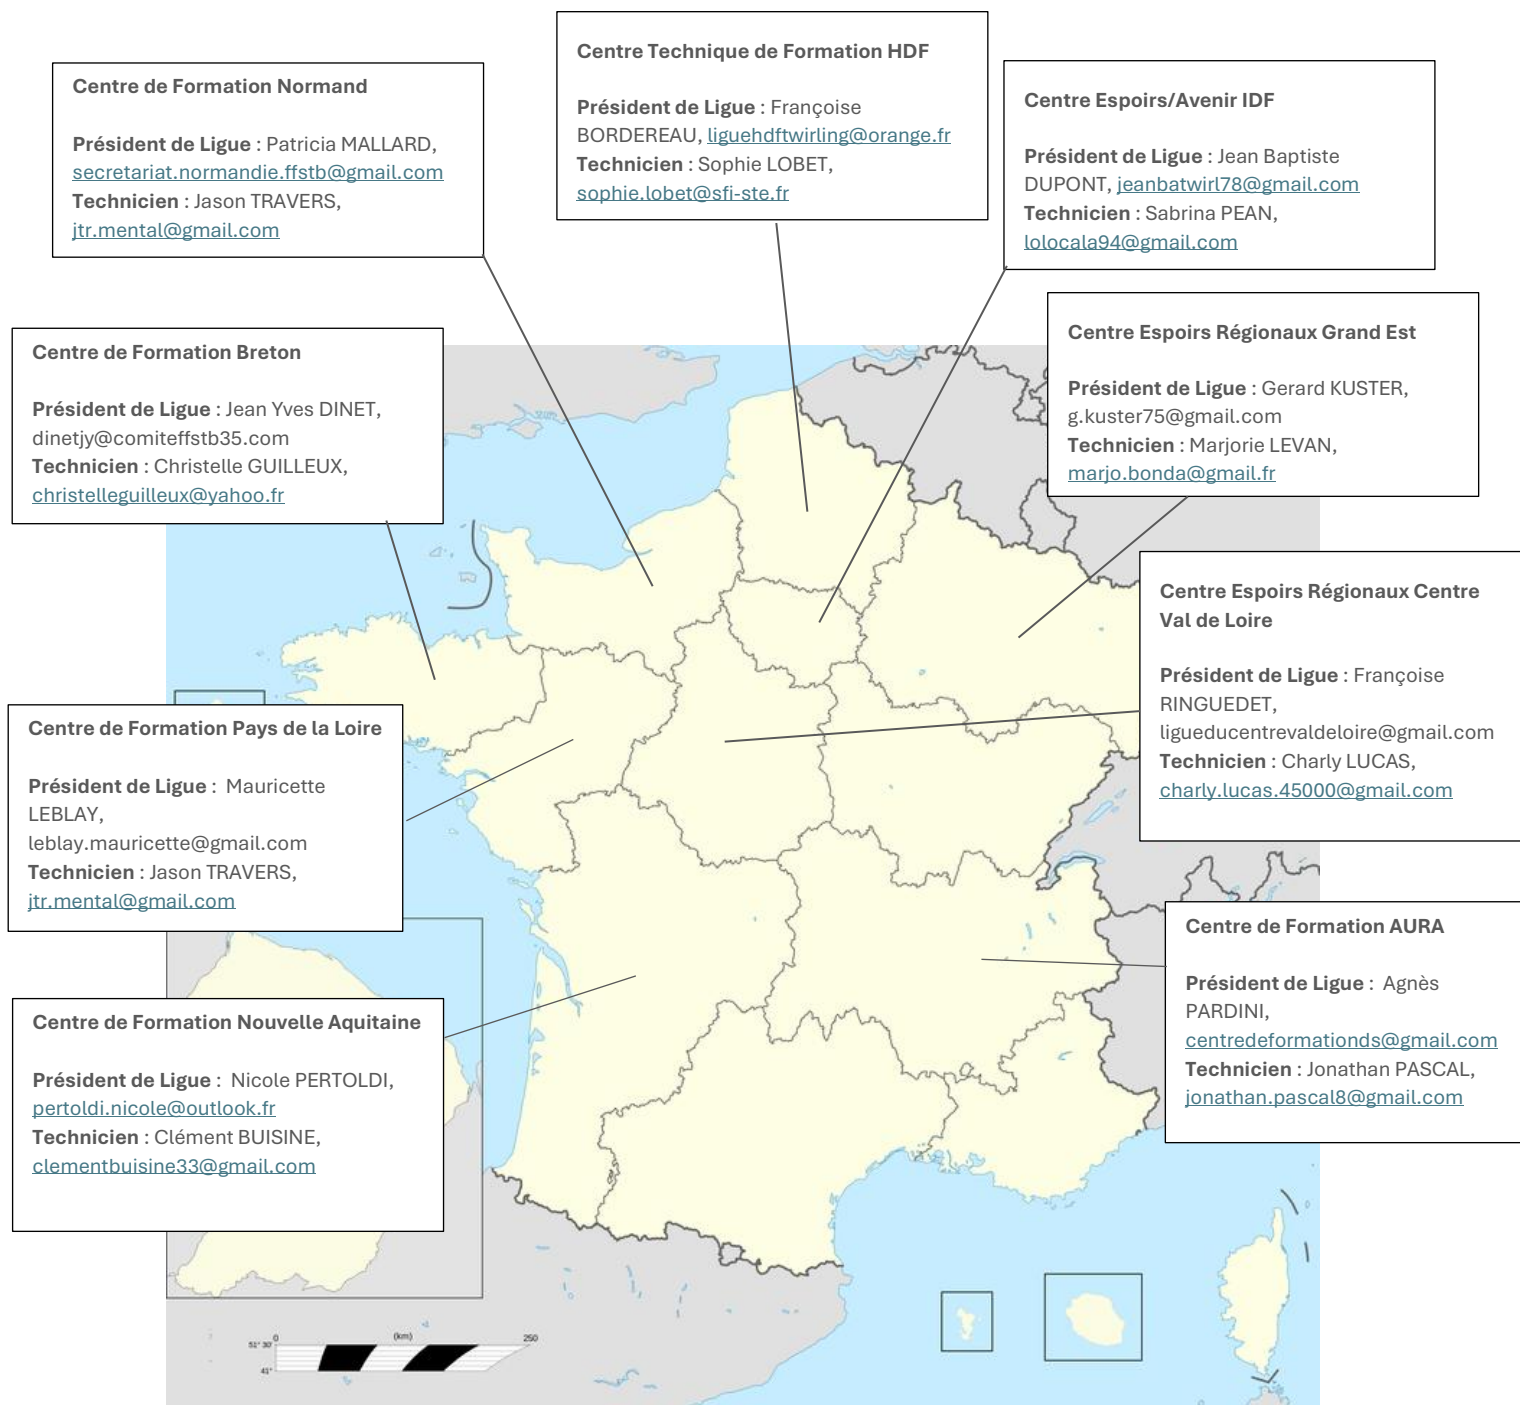 Centre Technique de Formation HDF
Président de Ligue : Françoise
BORDEREAU, liguehdftwirling@orange.fr
Technicien : Sophie LOBET,
sophie.lobet@sfi-ste.fr
Centre de Formation Normand
Président de Ligue : Patricia MALLARD,
secretariat.normandie.ffstb@gmail.com
Technicien : Jason TRAVERS,
jtr.mental@gmail.com
Centre Espoirs/Avenir IDF
Président de Ligue : Jean Baptiste
DUPONT, jeanbatwirl78@gmail.com
Technicien : Sabrina PEAN,
lolocala94@gmail.com
Centre Espoirs Régionaux Grand Est
Président de Ligue : Gerard KUSTER,
g.kuster75@gmail.com
Technicien : Marjorie LEVAN,
marjo.bonda@gmail.fr
Centre de Formation Breton
Président de Ligue : Jean Yves DINET,
dinetjy@comiteffstb35.com
Technicien : Christelle GUILLEUX,
christelleguilleux@yahoo.fr
Centre Espoirs Régionaux Centre
Val de Loire
Président de Ligue : Françoise
RINGUEDET,
ligueducentrevaldeloire@gmail.com
Technicien : Charly LUCAS,
charly.lucas.45000@gmail.com
Centre de Formation Pays de la Loire
Président de Ligue : Mauricette
LEBLAY,
leblay.mauricette@gmail.com
Technicien : Jason TRAVERS,
jtr.mental@gmail.com
Centre de Formation AURA
Président de Ligue : Agnès
PARDINI,
centredeformationds@gmail.com
Technicien : Jonathan PASCAL,
jonathan.pascal8@gmail.com
Centre de Formation Nouvelle Aquitaine
Président de Ligue : Nicole PERTOLDI,
pertoldi.nicole@outlook.fr
Technicien : Clément BUISINE,
clementbuisine33@gmail.com
0 (km) 250
51° 30'
41°